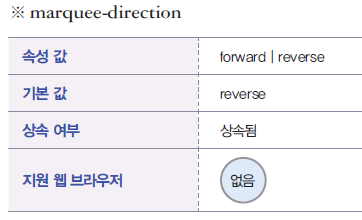 ※ marquee-direction
속성 값 forward | reverse
기본 값 reverse
상속 여부 상속됨
지원 웹 브라우저 없음